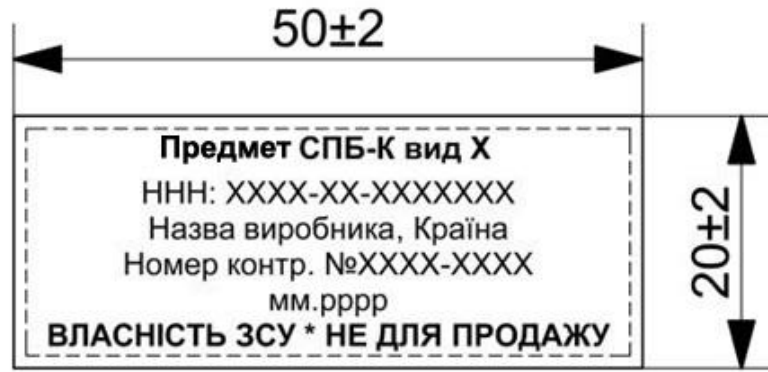 50±2
Предмет СПБ-К вид Х
ННН: ХХХХ-ХХ-ХХХХХХХ
Назва виробника, Країна
Номер контр. №ХХХХ-ХХХХ
мм.рррр
ВЛАСНІСТЬ ЗСУ * НЕ ДЛЯ ПРОДАЖУ
20±2